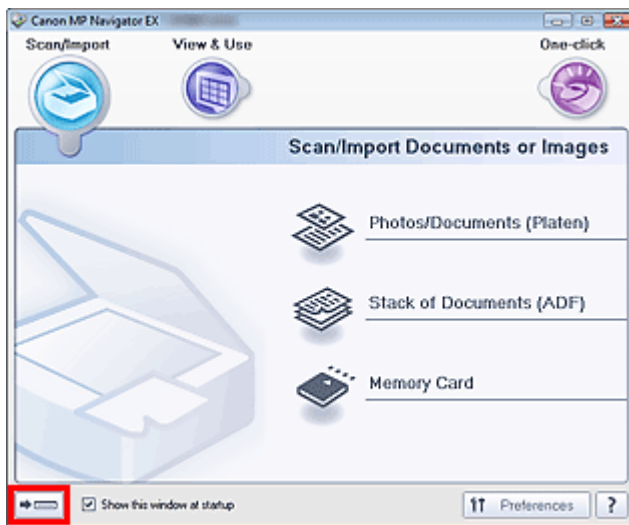 Canon MP Navigator EX
Scan/Import
View & Use
One-click
Scan/Import Documents or Images
Photos/Documents (Platen)
Stack of Documents (ADF)
Memory Card
Show this window at startup
Preferences
?